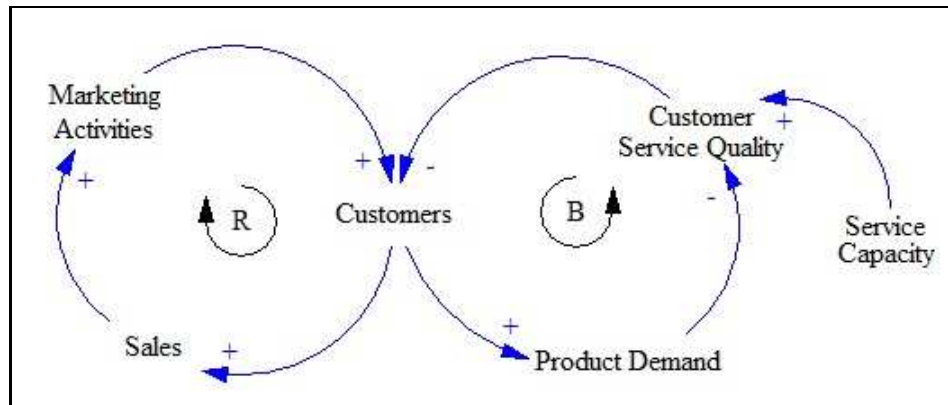 Marketing
Activities
+
+
R
Sales
+
Customers
+
-
B
Customer
Service Quality
+
-
Service
Capacity
+
Product Demand